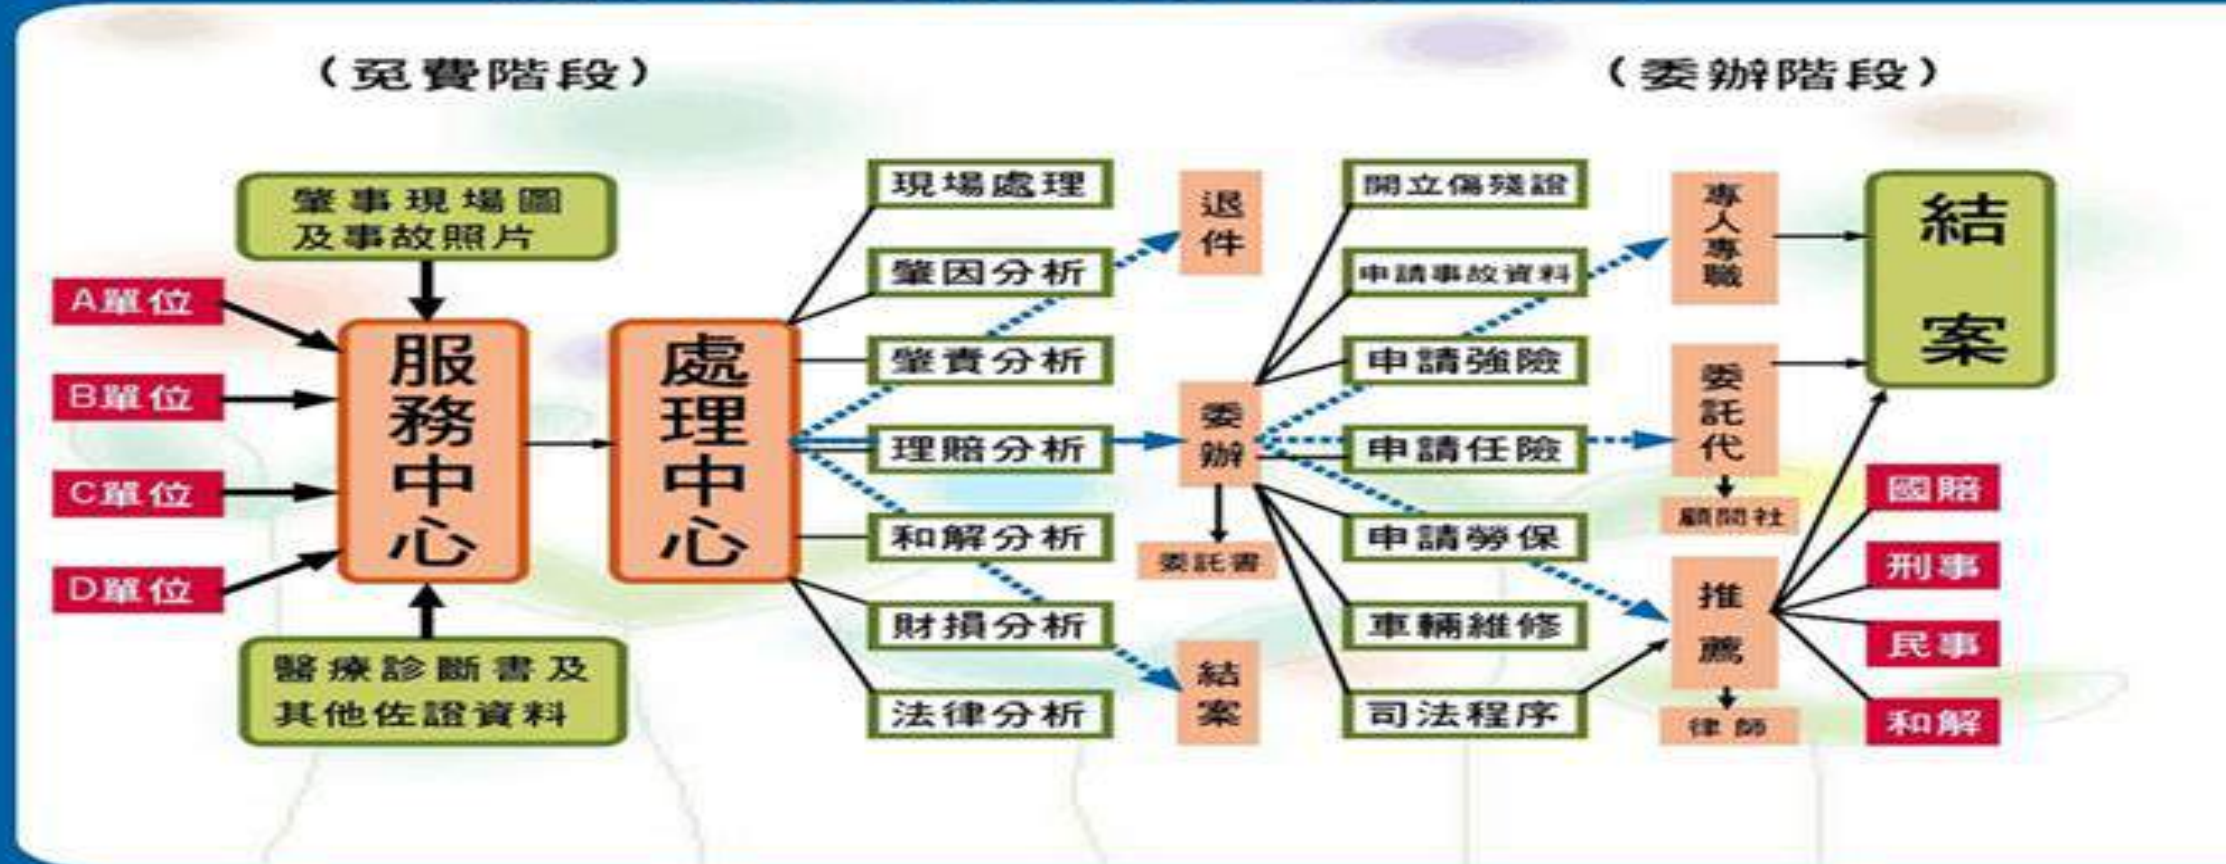 （免費階段）
（委辦階段）
肇事現場圖
及事故照片
A單位
B單位
C單位
D單位
服務中心
醫療診斷書及
其他佐證資料
處理中心
現場處理
肇因分析
肇責分析
理賠分析
和解分析
財損分析
法律分析
退件
委辦
委託書
結案
開立傷殘證
申請事故資料
申請強險
申請任險
申請勞保
車輛維修
司法程序
專人專職
委託代
顧問社
推薦
律師
結案
國賠
刑事
民事
和解